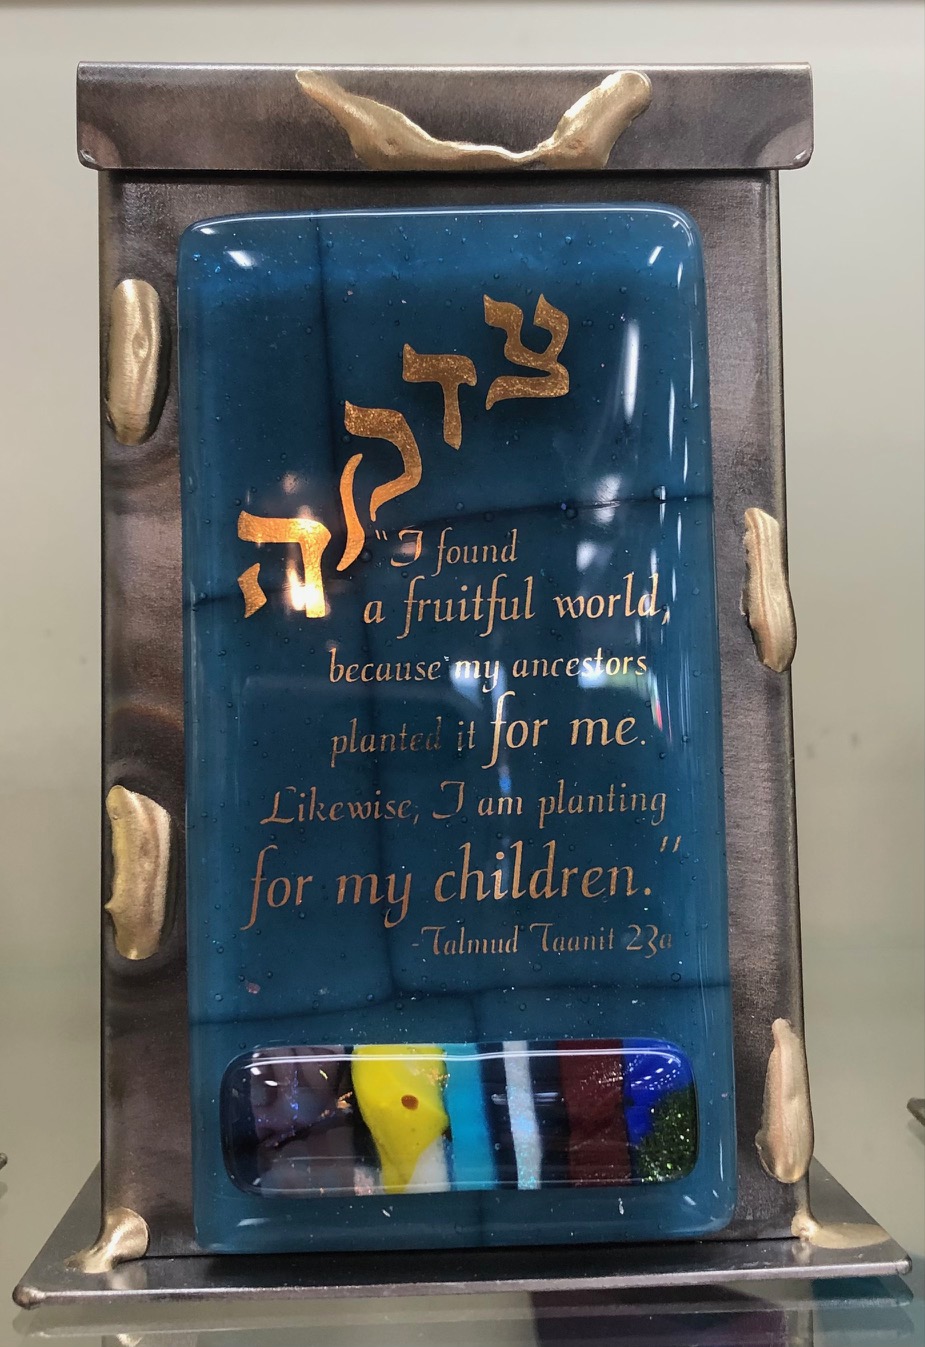 צדקה
"I found
a fruitful world,
because my ancestors
planted it for me.
Likewise, I am planting
for my children."
-Talmud Taanit 23a